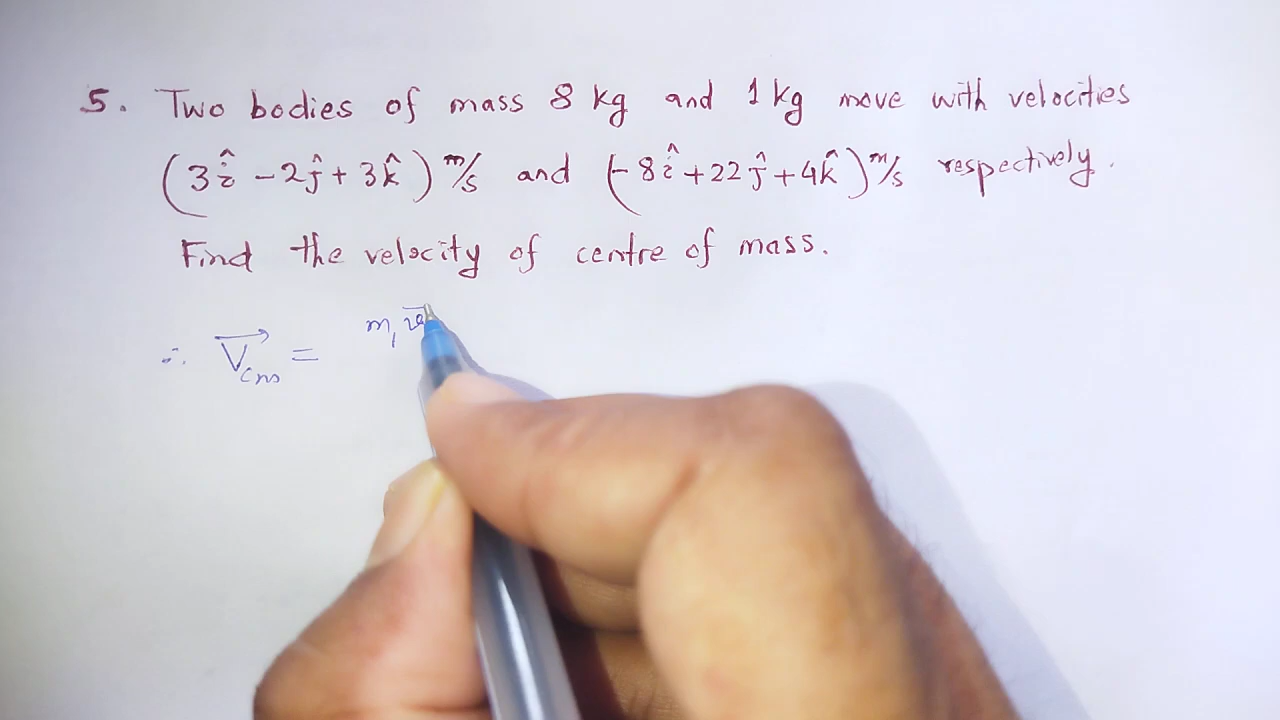 5. Two bodies of mass 8 kg and 1 kg move with velocities
(3î - 2ĵ + 3k̂) m/s and (-8î + 22ĵ + 4k̂) m/s respectively.
Find the velocity of centre of mass.
∴ V⃗cm = m₁v⃗